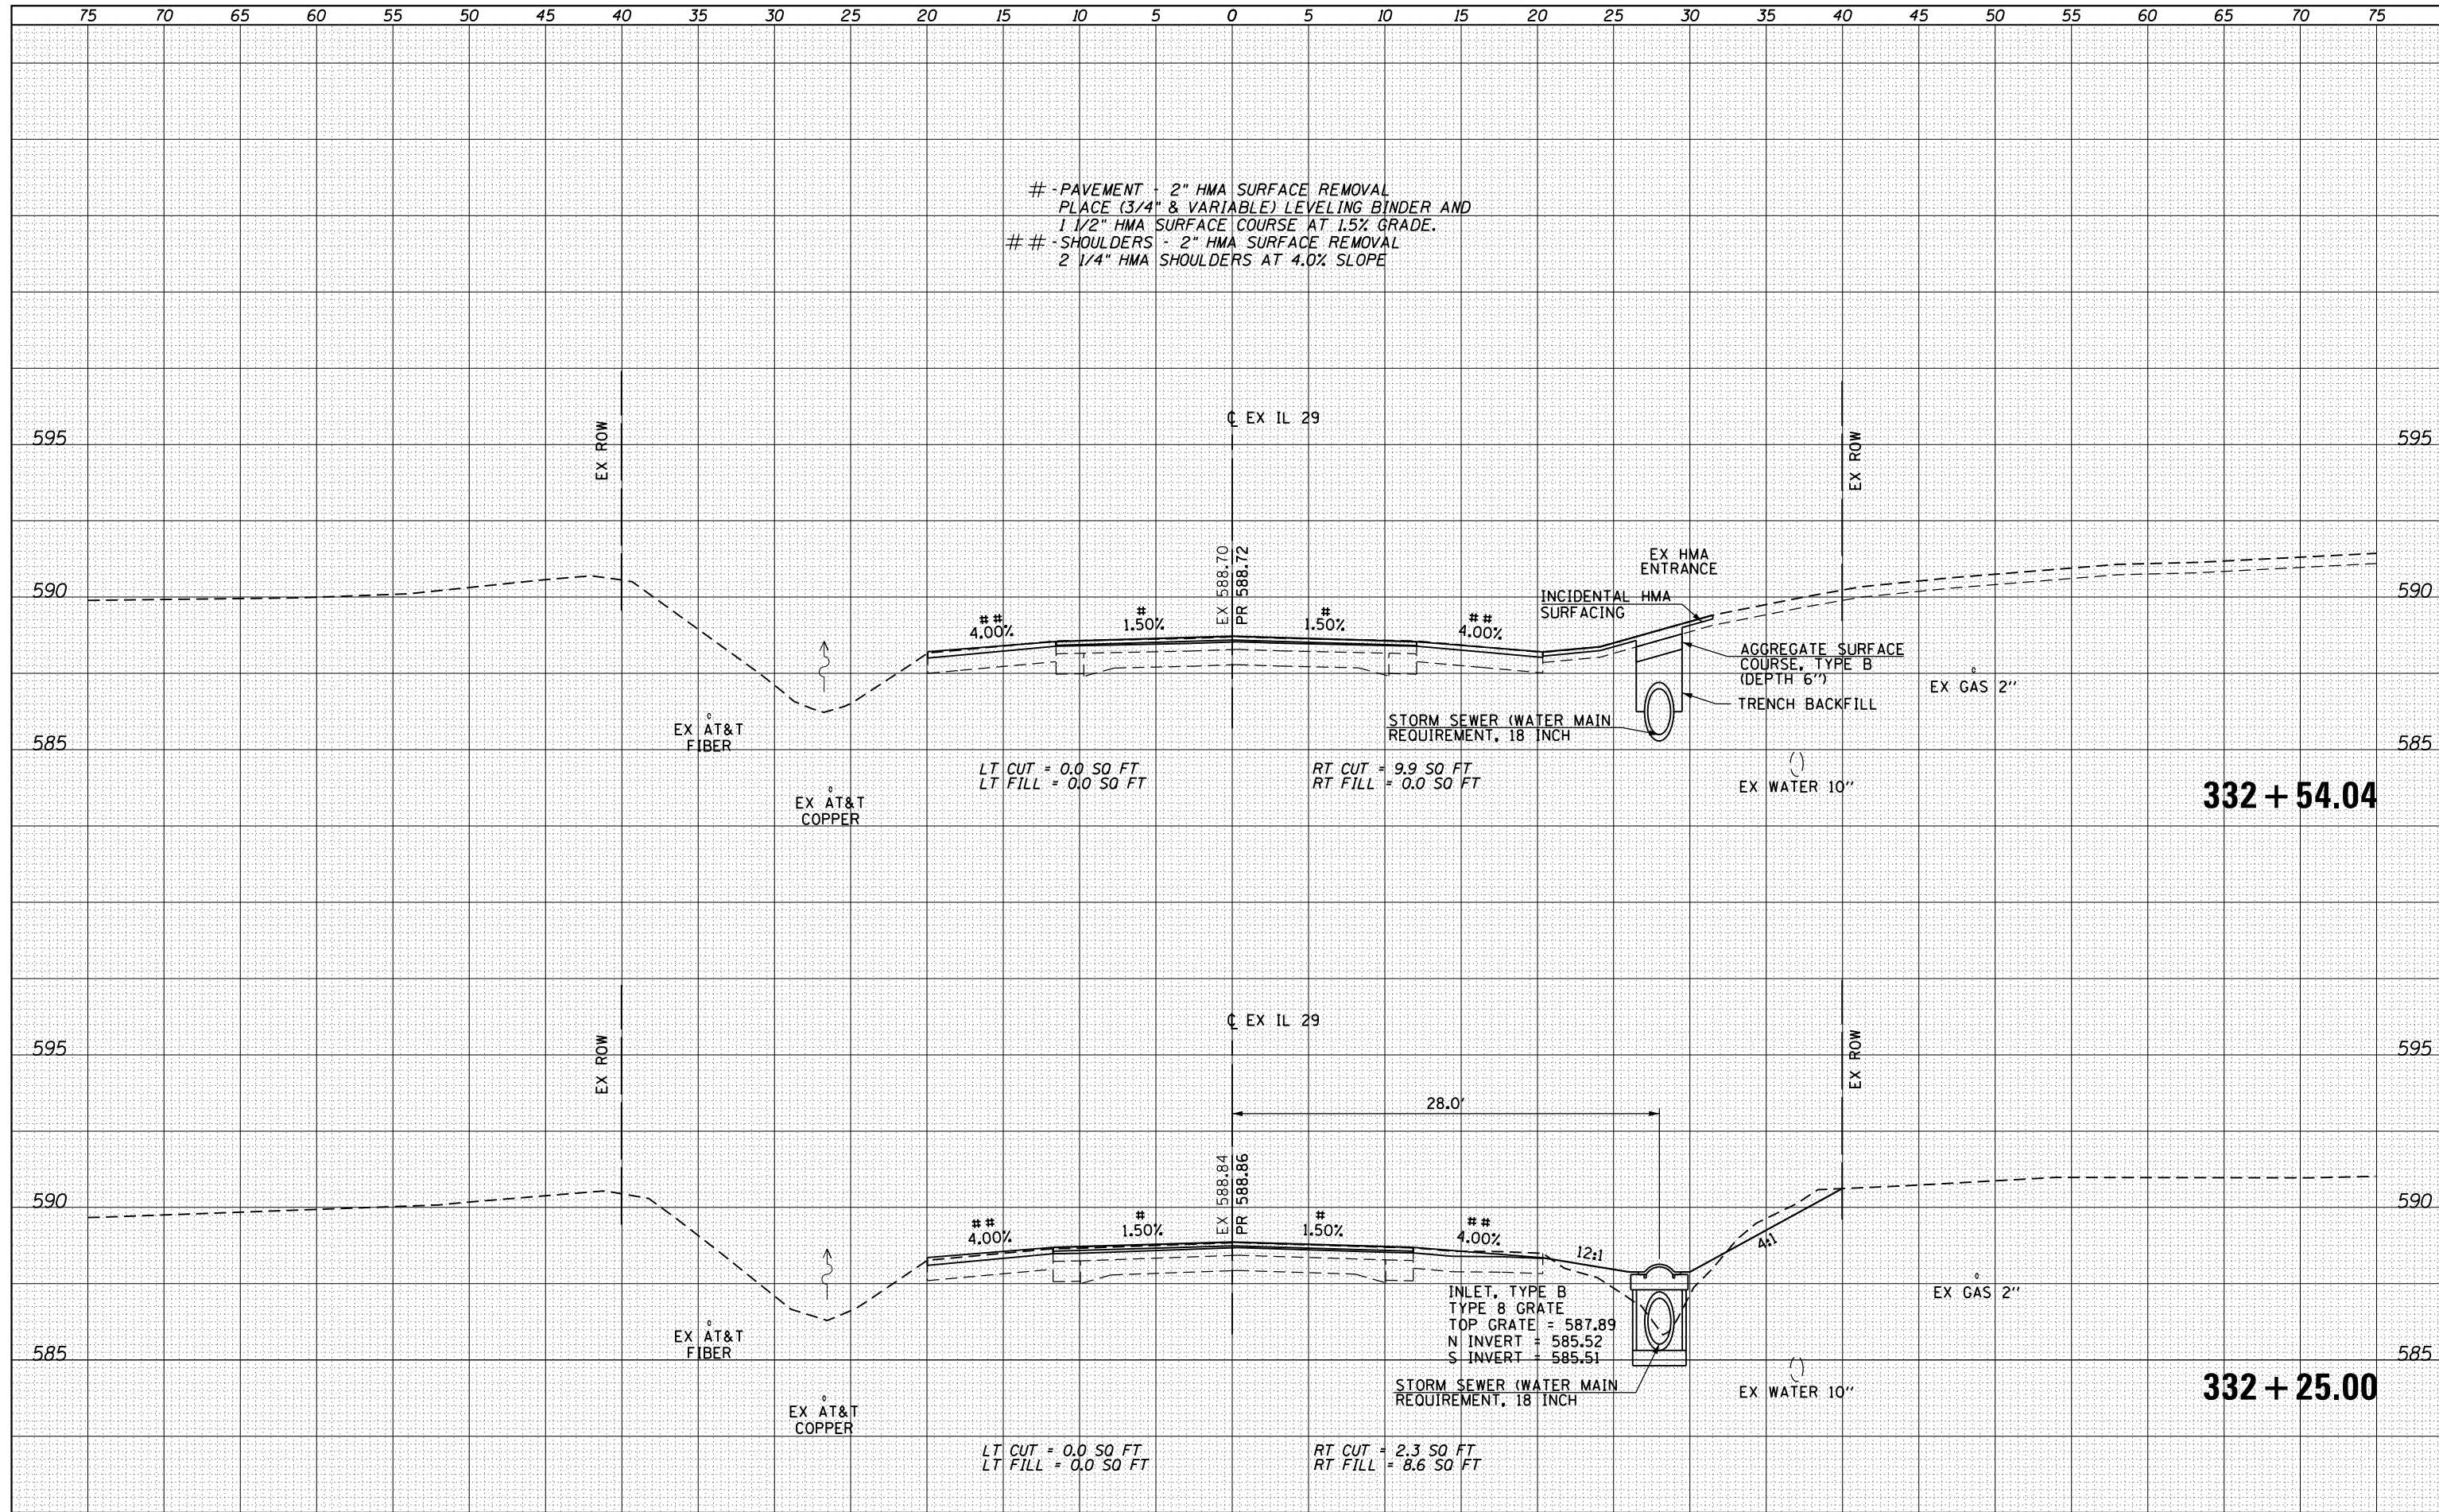 75 70 65 60 55 50 45 40 35 30 25 20 15 10 5 0 5 10 15 20 25 30 35 40 45 50 55 60 65 70 75
# - PAVEMENT - 2" HMA SURFACE REMOVAL
PLACE (3/4" & VARIABLE) LEVELING BINDER AND
1 1/2" HMA SURFACE COURSE AT 1.5% GRADE.
# # - SHOULDERS - 2" HMA SURFACE REMOVAL
2 1/4" HMA SHOULDERS AT 4.0% SLOPE
℄ EX IL 29
595
EX ROW
EX ROW
595
EX 588.70
PR 588.72
EX HMA
ENTRANCE
590
590
INCIDENTAL HMA
SURFACING
##
4.00%
#
1.50%
#
1.50%
##
4.00%
AGGREGATE SURFACE
COURSE, TYPE B
(DEPTH 6")
EX GAS 2"
TRENCH BACKFILL
EX AT&T
FIBER
STORM SEWER (WATER MAIN
REQUIREMENT, 18 INCH
585
585
LT CUT = 0.0 SQ FT
LT FILL = 0.0 SQ FT
RT CUT = 9.9 SQ FT
RT FILL = 0.0 SQ FT
EX WATER 10"
EX AT&T
COPPER
332 + 54.04
℄ EX IL 29
595
EX ROW
EX ROW
595
28.0'
EX 588.84
PR 588.86
590
590
##
4.00%
#
1.50%
#
1.50%
##
4.00%
12:1
4:1
INLET, TYPE B
TYPE 8 GRATE
TOP GRATE = 587.89
N INVERT = 585.52
S INVERT = 585.51
EX GAS 2"
EX AT&T
FIBER
585
585
STORM SEWER (WATER MAIN
REQUIREMENT, 18 INCH
EX WATER 10"
332 + 25.00
EX AT&T
COPPER
LT CUT = 0.0 SQ FT
LT FILL = 0.0 SQ FT
RT CUT = 2.3 SQ FT
RT FILL = 8.6 SQ FT